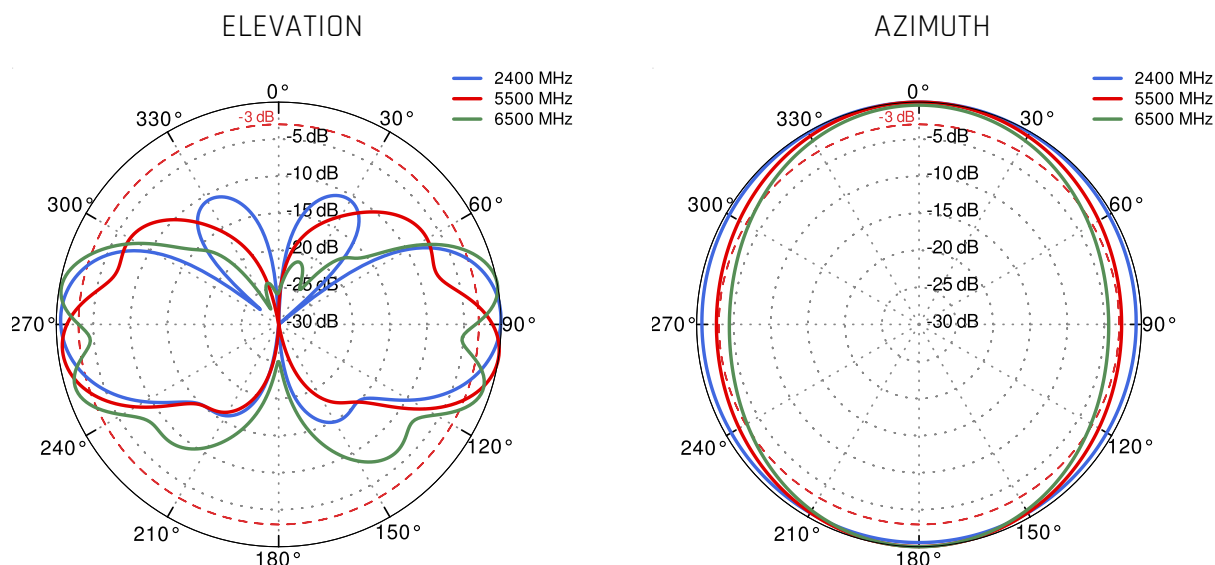 ELEVATION
2400 MHz
5500 MHz
6500 MHz
0°
330°
-3 dB
30°
-5 dB
-10 dB
300°
-15 dB
60°
-20 dB
-25 dB
270°
-30 dB
90°
240°
120°
210°
150°
180°
AZIMUTH
2400 MHz
5500 MHz
6500 MHz
0°
330°
-3 dB
30°
-5 dB
-10 dB
300°
-15 dB
60°
-20 dB
-25 dB
270°
-30 dB
90°
240°
120°
210°
150°
180°